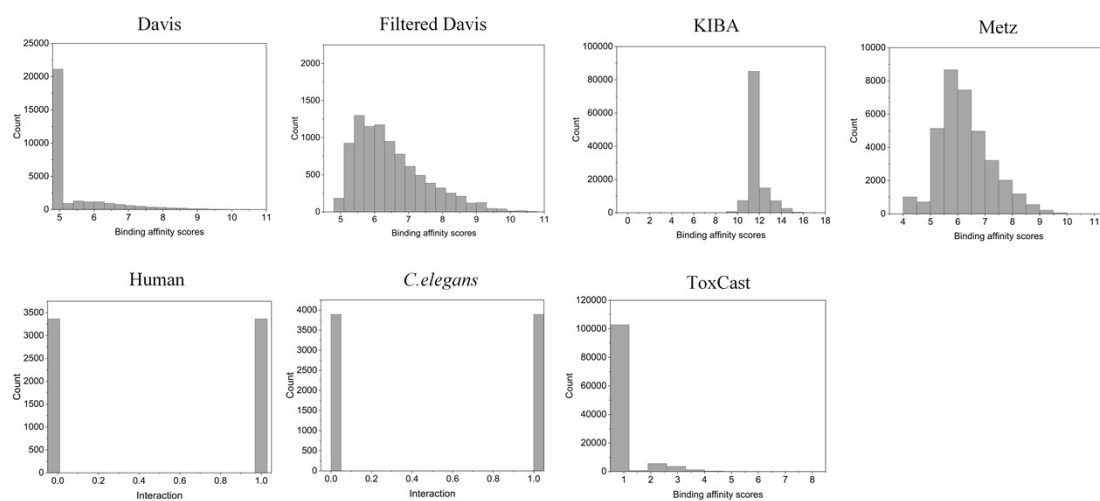 Davis
Filtered Davis
KIBA
Metz
25000
20000
15000
10000
5000
0
Count
5 6 7 8 9 10 11
Binding affinity scores
2000
1500
1000
500
0
Count
5 6 7 8 9 10 11
Binding affinity scores
100000
80000
60000
40000
20000
0
Count
0 2 4 6 8 10 12 14 16 18
Binding affinity scores
10000
8000
6000
4000
2000
0
Count
4 5 6 7 8 9 10 11
Binding affinity scores
Human
C.elegans
ToxCast
3500
3000
2500
2000
1500
1000
500
0
Count
0.0 0.2 0.4 0.6 0.8 1.0
Interaction
4000
3500
3000
2500
2000
1500
1000
500
0
Count
0.0 0.2 0.4 0.6 0.8 1.0
Interaction
120000
100000
80000
60000
40000
20000
0
Count
1 2 3 4 5 6 7 8
Binding affinity scores